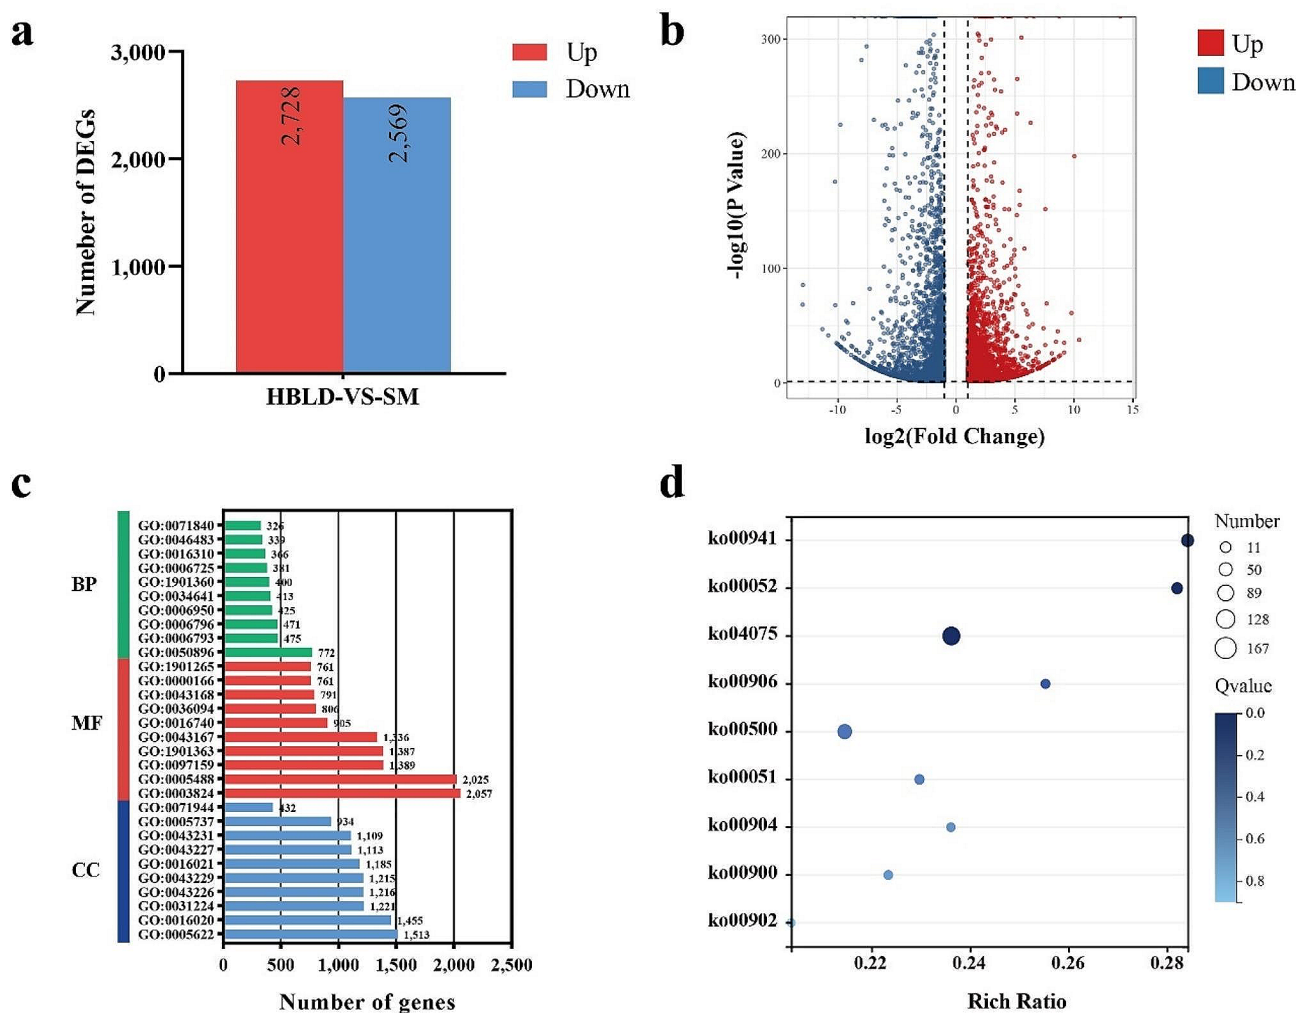 a
3,000
2,000
1,000
0
Numeber of DEGs
2,728
2,569
HBLD-VS-SM
Up
Down
b
300
200
100
0
-log10(P Value)
-10
-5
0
5
10
15
log2(Fold Change)
Up
Down
c
BP
MF
CC
GO:0071840 326
GO:0046483 339
GO:0016310 366
GO:0006725 381
GO:1901360 400
GO:0034641 413
GO:0006950 425
GO:0006796 471
GO:0006793 475
GO:0050896 772
GO:1901265 761
GO:0000166 761
GO:0043168 791
GO:0036094 806
GO:0016740 905
GO:0043167 1,336
GO:1901363 1,387
GO:0097159 1,389
GO:0005488 2,025
GO:0003824 2,057
GO:0071944 432
GO:0005737 934
GO:0043231 1,109
GO:0043227 1,113
GO:0016021 1,185
GO:0043229 1,215
GO:0043226 1,216
GO:0031224 1,221
GO:0016020 1,455
GO:0005622 1,513
0
500
1,000
1,500
2,000
2,500
Number of genes
d
ko00941
ko00052
ko04075
ko00906
ko00500
ko00051
ko00904
ko00900
ko00902
0.22
0.24
0.26
0.28
Rich Ratio
Number
11
50
89
128
167
Qvalue
0.0
0.2
0.4
0.6
0.8